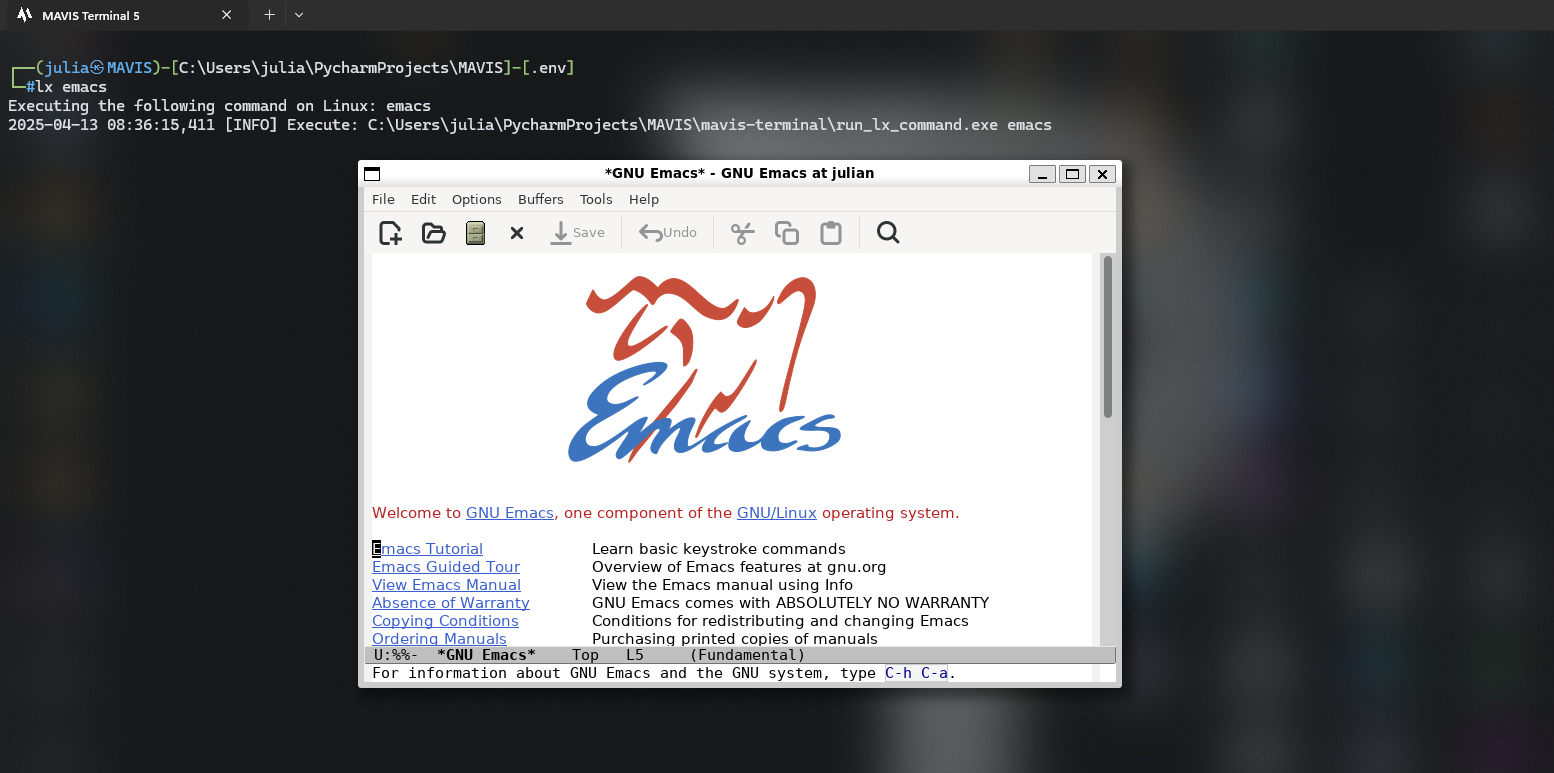 MAVIS Terminal 5
┌──(julia㉿MAVIS)-[C:\Users\julia\PycharmProjects\MAVIS]-[.env]
└─#lx emacs
Executing the following command on Linux: emacs
2025-04-13 08:36:15,411 [INFO] Execute: C:\Users\julia\PycharmProjects\MAVIS\mavis-terminal\run_lx_command.exe emacs
*GNU Emacs* - GNU Emacs at julian
File Edit Options Buffers Tools Help
Save Undo
Emacs
Welcome to GNU Emacs, one component of the GNU/Linux operating system.
Emacs Tutorial Learn basic keystroke commands
Emacs Guided Tour Overview of Emacs features at gnu.org
View Emacs Manual View the Emacs manual using Info
Absence of Warranty GNU Emacs comes with ABSOLUTELY NO WARRANTY
Copying Conditions Conditions for redistributing and changing Emacs
Ordering Manuals Purchasing printed copies of manuals
U:%%- *GNU Emacs* Top L5 (Fundamental)
For information about GNU Emacs and the GNU system, type C-h C-a.